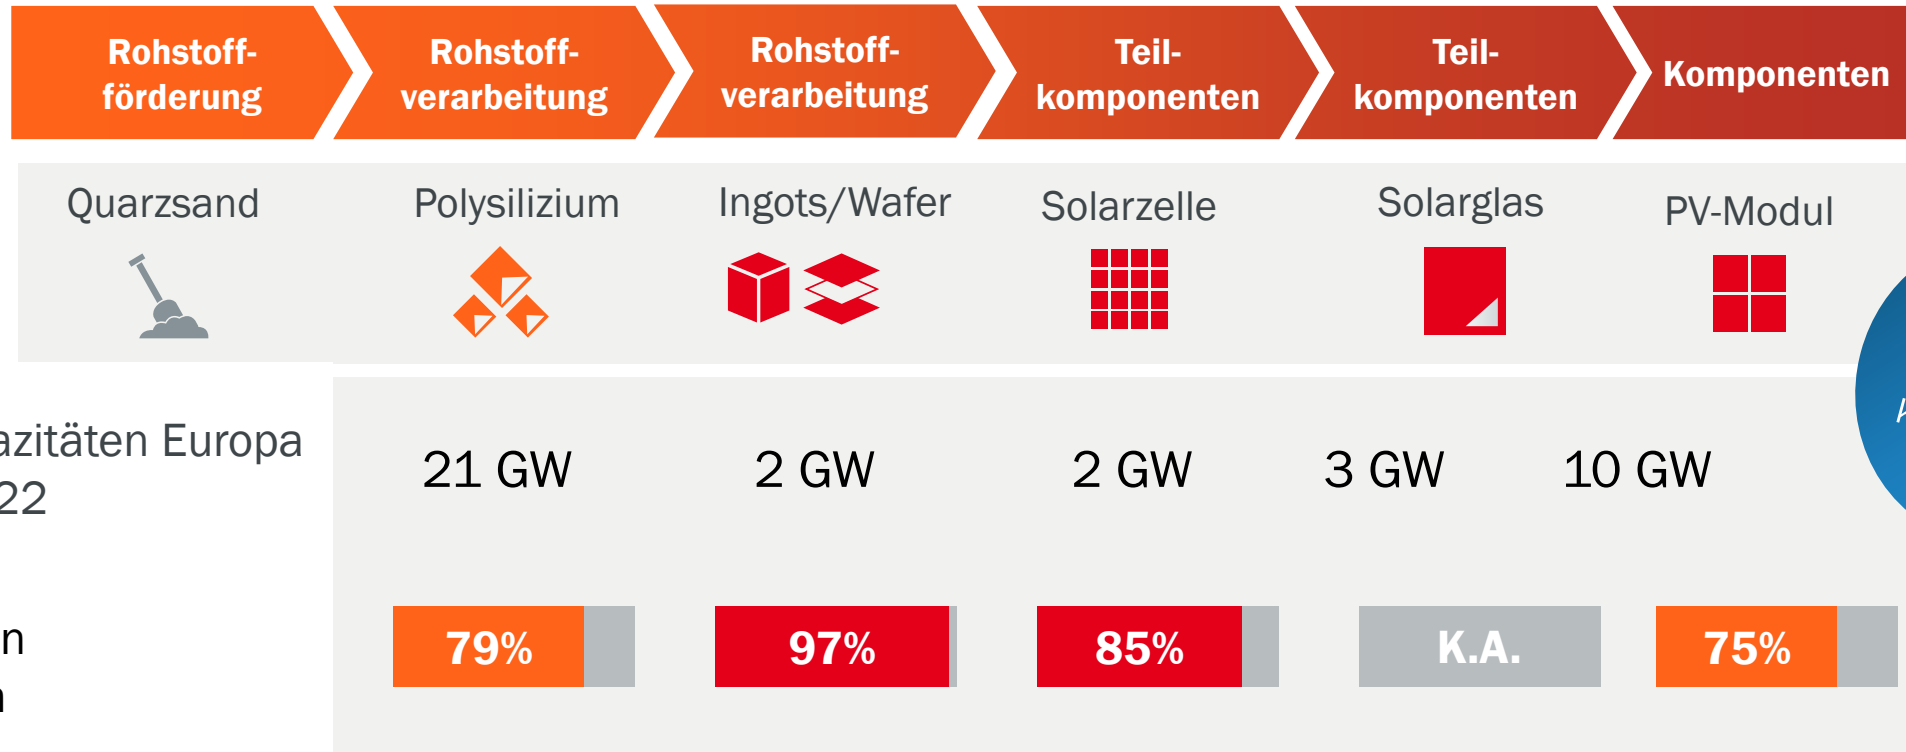 Rohstoff-
förderung
Rohstoff-
verarbeitung
Rohstoff-
verarbeitung
Teil-
komponenten
Teil-
komponenten
Komponenten
Quarzsand
Polysilizium
Ingots/Wafer
Solarzelle
Solarglas
PV-Modul
azitäten Europa
22
21 GW
2 GW
2 GW
3 GW
10 GW
n
79%
97%
85%
K.A.
75%